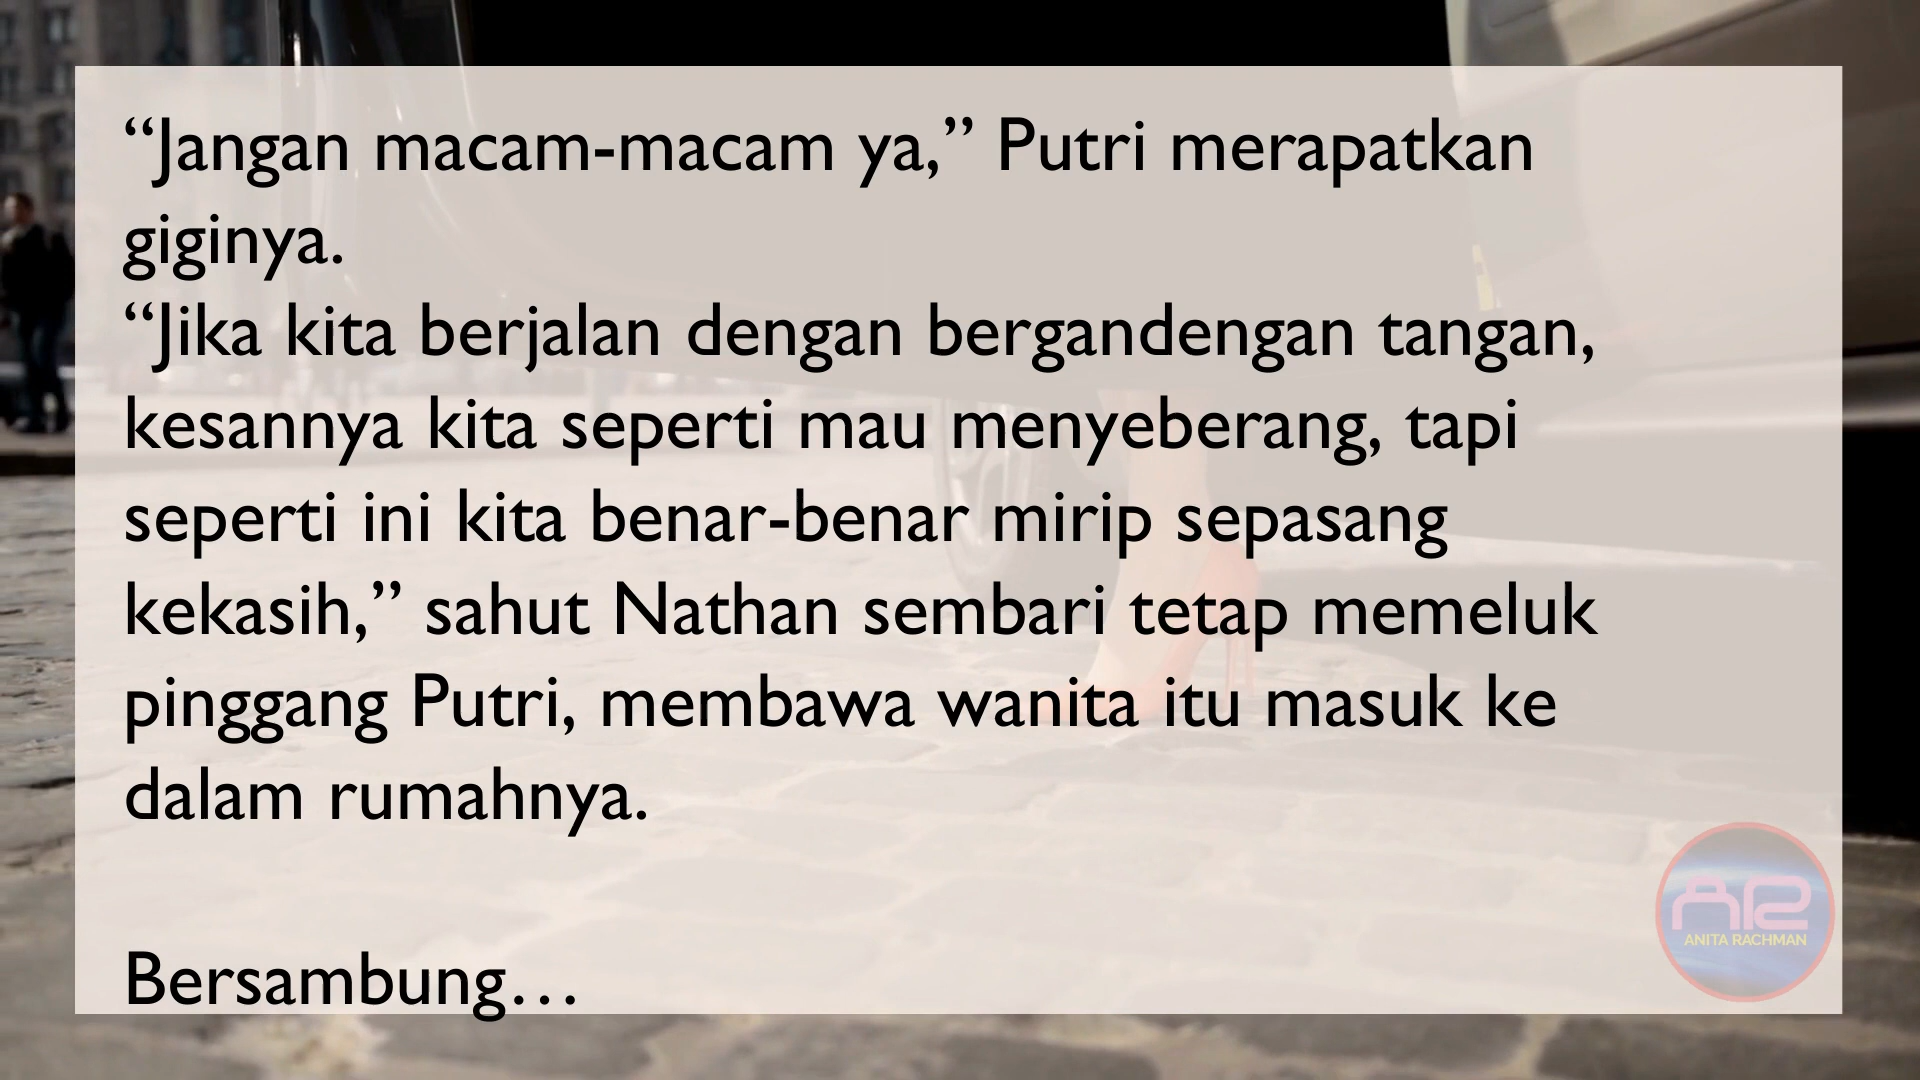 “Jangan macam-macam ya,” Putri merapatkan
giginya.
“Jika kita berjalan dengan bergandengan tangan,
kesannya kita seperti mau menyeberang, tapi
seperti ini kita benar-benar mirip sepasang
kekasih,” sahut Nathan sembari tetap memeluk
pinggang Putri, membawa wanita itu masuk ke
dalam rumahnya.
Bersambung…
AR
ANITA RACHMAN